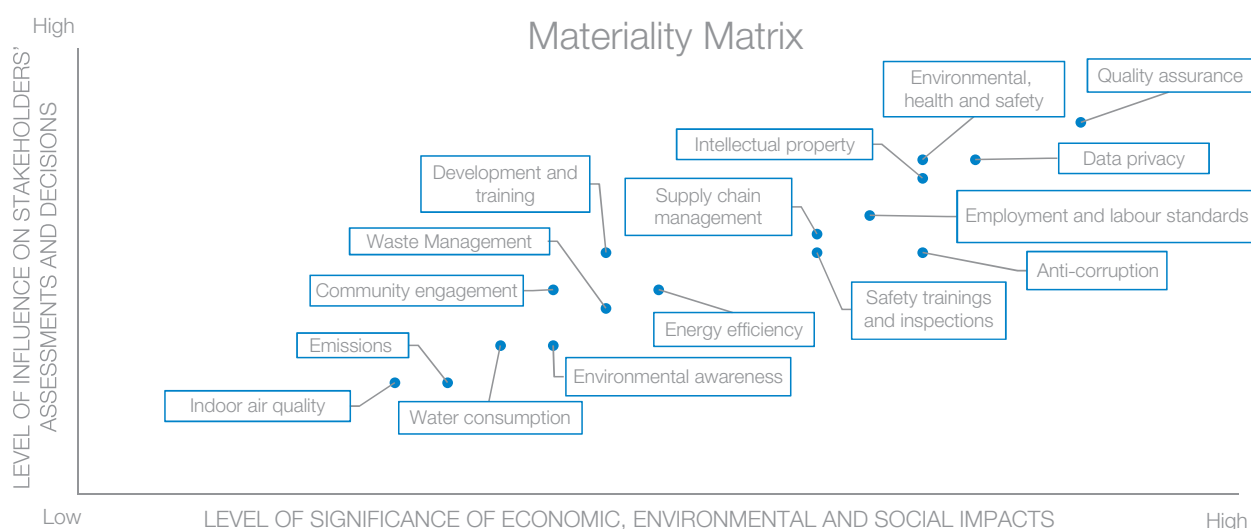 High
Materiality Matrix
LEVEL OF INFLUENCE ON STAKEHOLDERS'
ASSESSMENTS AND DECISIONS
Environmental,
health and safety
Quality assurance
Intellectual property
Data privacy
Development and
training
Supply chain
management
Employment and labour standards
Waste Management
Anti-corruption
Community engagement
Safety trainings
and inspections
Energy efficiency
Emissions
Environmental awareness
Indoor air quality
Water consumption
Low
LEVEL OF SIGNIFICANCE OF ECONOMIC, ENVIRONMENTAL AND SOCIAL IMPACTS
High